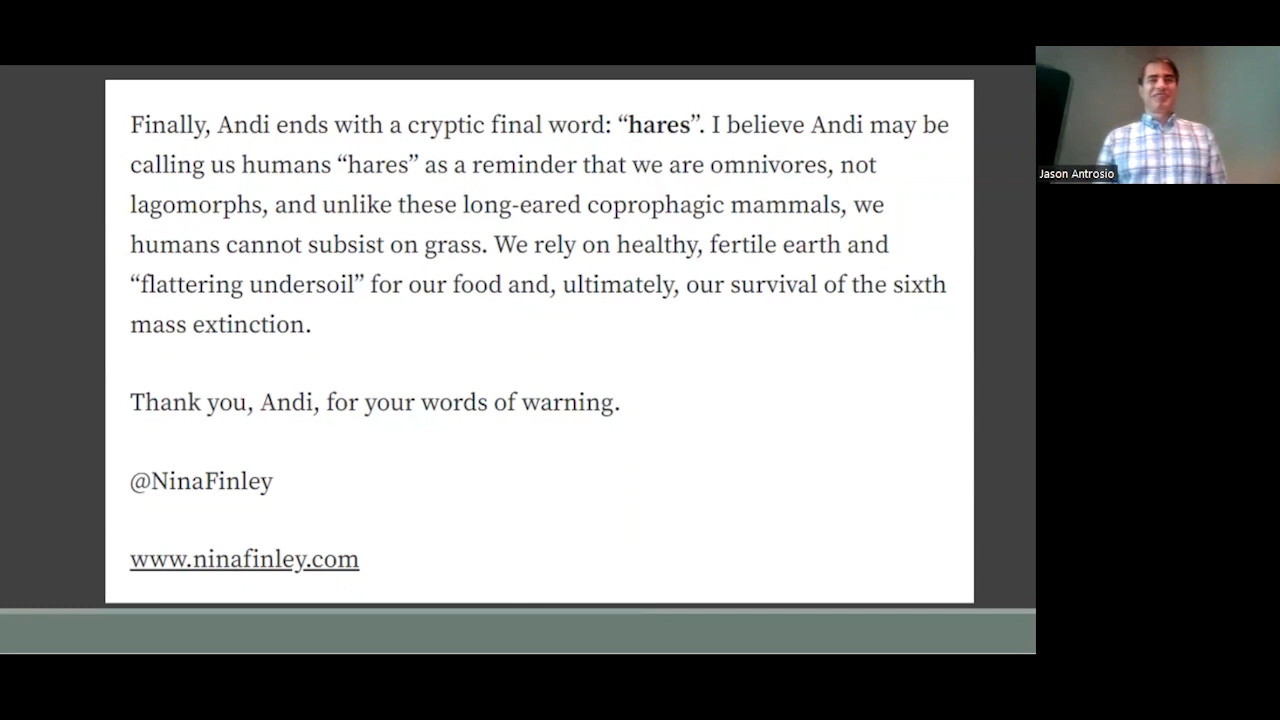 Finally, Andi ends with a cryptic final word: “hares”. I believe Andi may be
calling us humans “hares” as a reminder that we are omnivores, not
lagomorphs, and unlike these long-eared coprophagic mammals, we
humans cannot subsist on grass. We rely on healthy, fertile earth and
“flattering undersoil” for our food and, ultimately, our survival of the sixth
mass extinction.
Thank you, Andi, for your words of warning.
@NinaFinley
www.ninafinley.com
Jason Antrosio